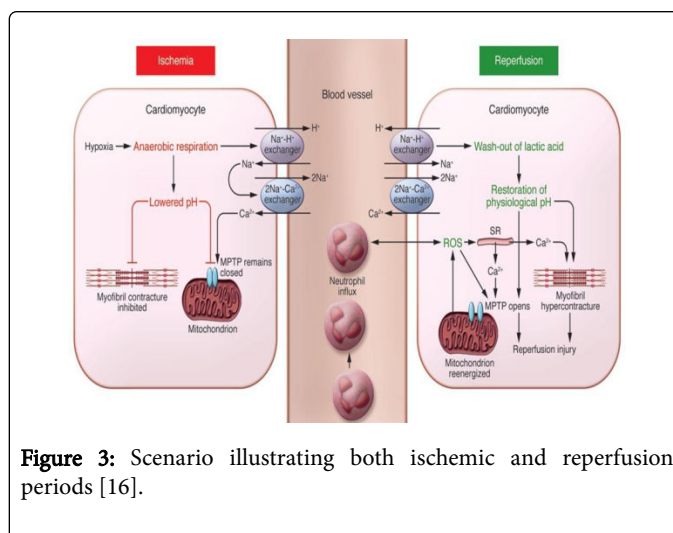 Ischemia
Cardiomyocyte
Hypoxia
Anaerobic respiration
Lowered pH
Myofibril contracture
inhibited
MPTP remains
closed
Mitochondrion
Na⁺-H⁺
exchanger
H⁺
Na⁺
2Na⁺
2Na⁺-Ca²⁺
exchanger
Ca²⁺
Blood vessel
Neutrophil
influx
Reperfusion
Cardiomyocyte
H⁺
Na⁺-H⁺
exchanger
Na⁺
2Na⁺
2Na⁺-Ca²⁺
exchanger
Ca²⁺
Wash-out of lactic acid
Restoration of
physiological pH
ROS
SR
Ca²⁺
Ca²⁺
MPTP opens
Myofibril
hypercontracture
Mitochondrion
reenergized
Reperfusion injury
Figure 3: Scenario illustrating both ischemic and reperfusion
periods [16].